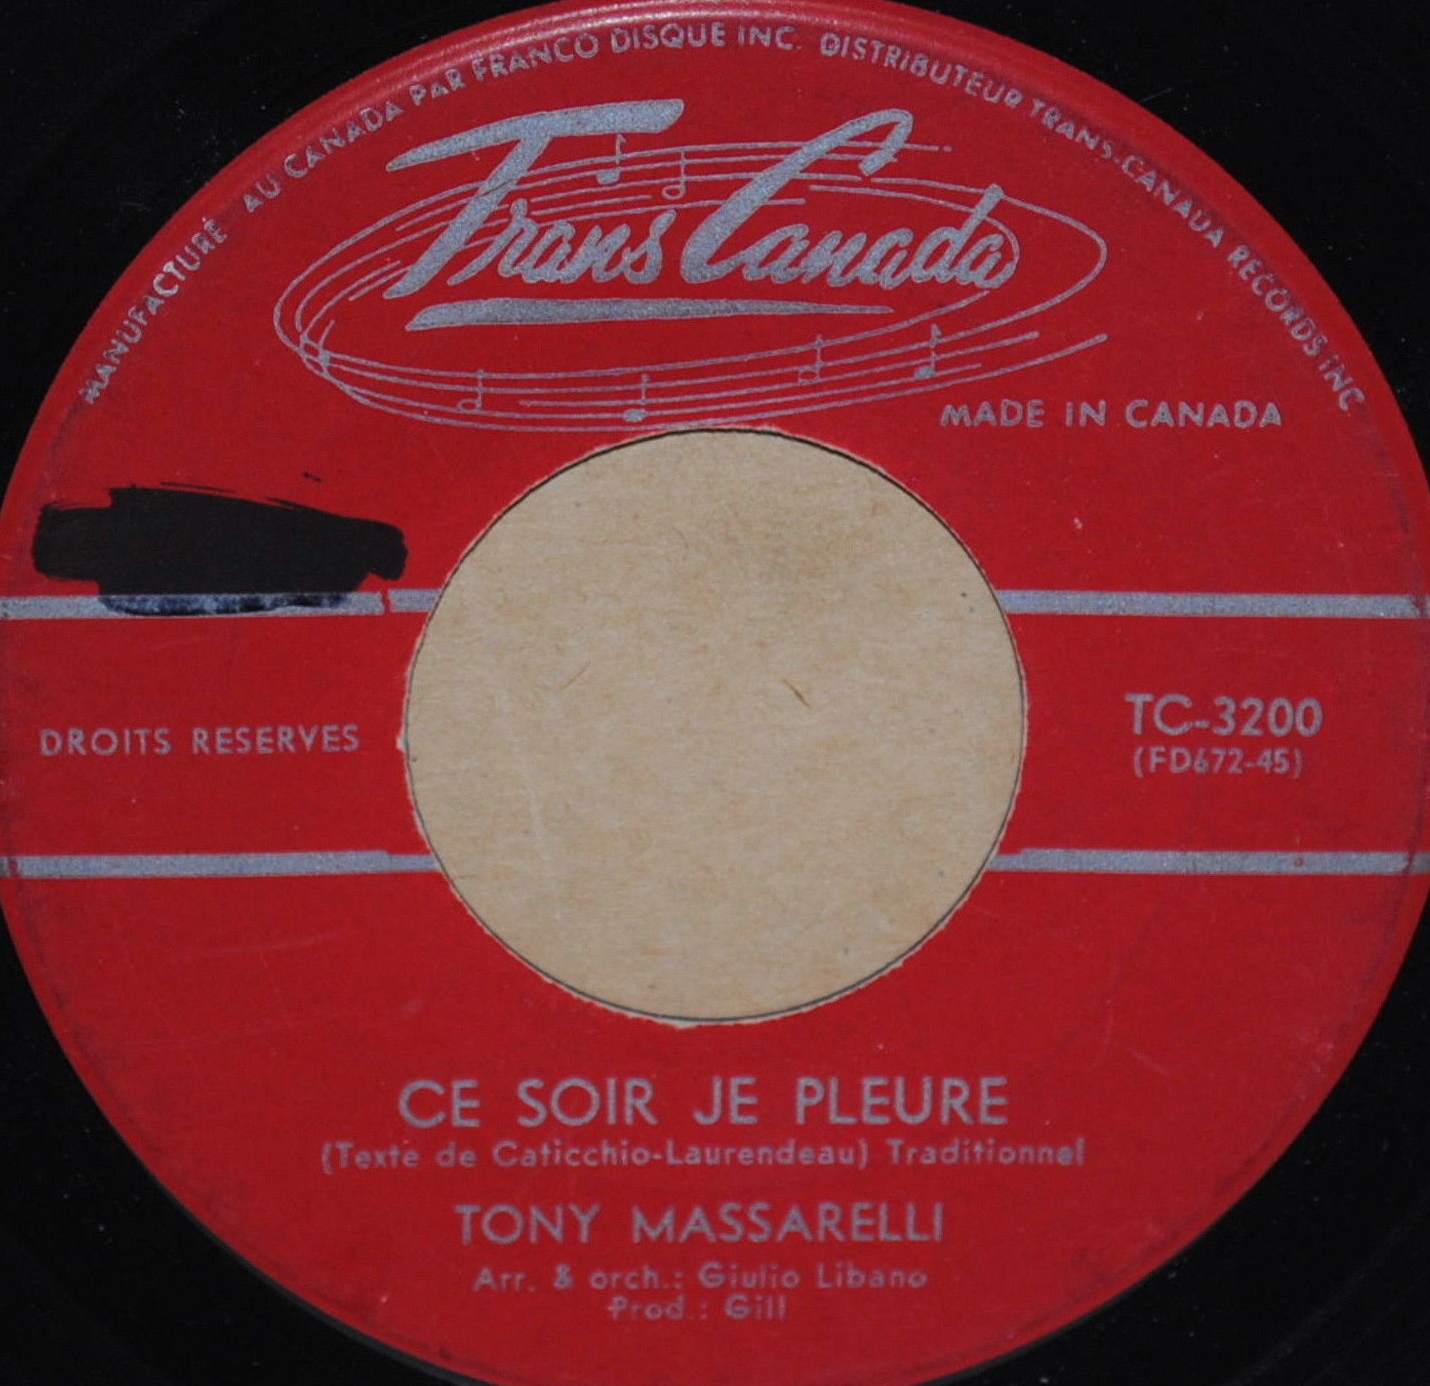 MANUFACTURÉ AU CANADA PAR FRANCO DISQUE INC. DISTRIBUTEUR TRANS-CANADA RECORDS INC
Trans Canada
MADE IN CANADA
DROITS RESERVES
TC-3200
(FD672-45)
CE SOIR JE PLEURE
(Texte de Caticchio-Laurendeau) Traditionnel
TONY MASSARELLI
Arr. & orch.: Giulio Libano
Prod.: Gill